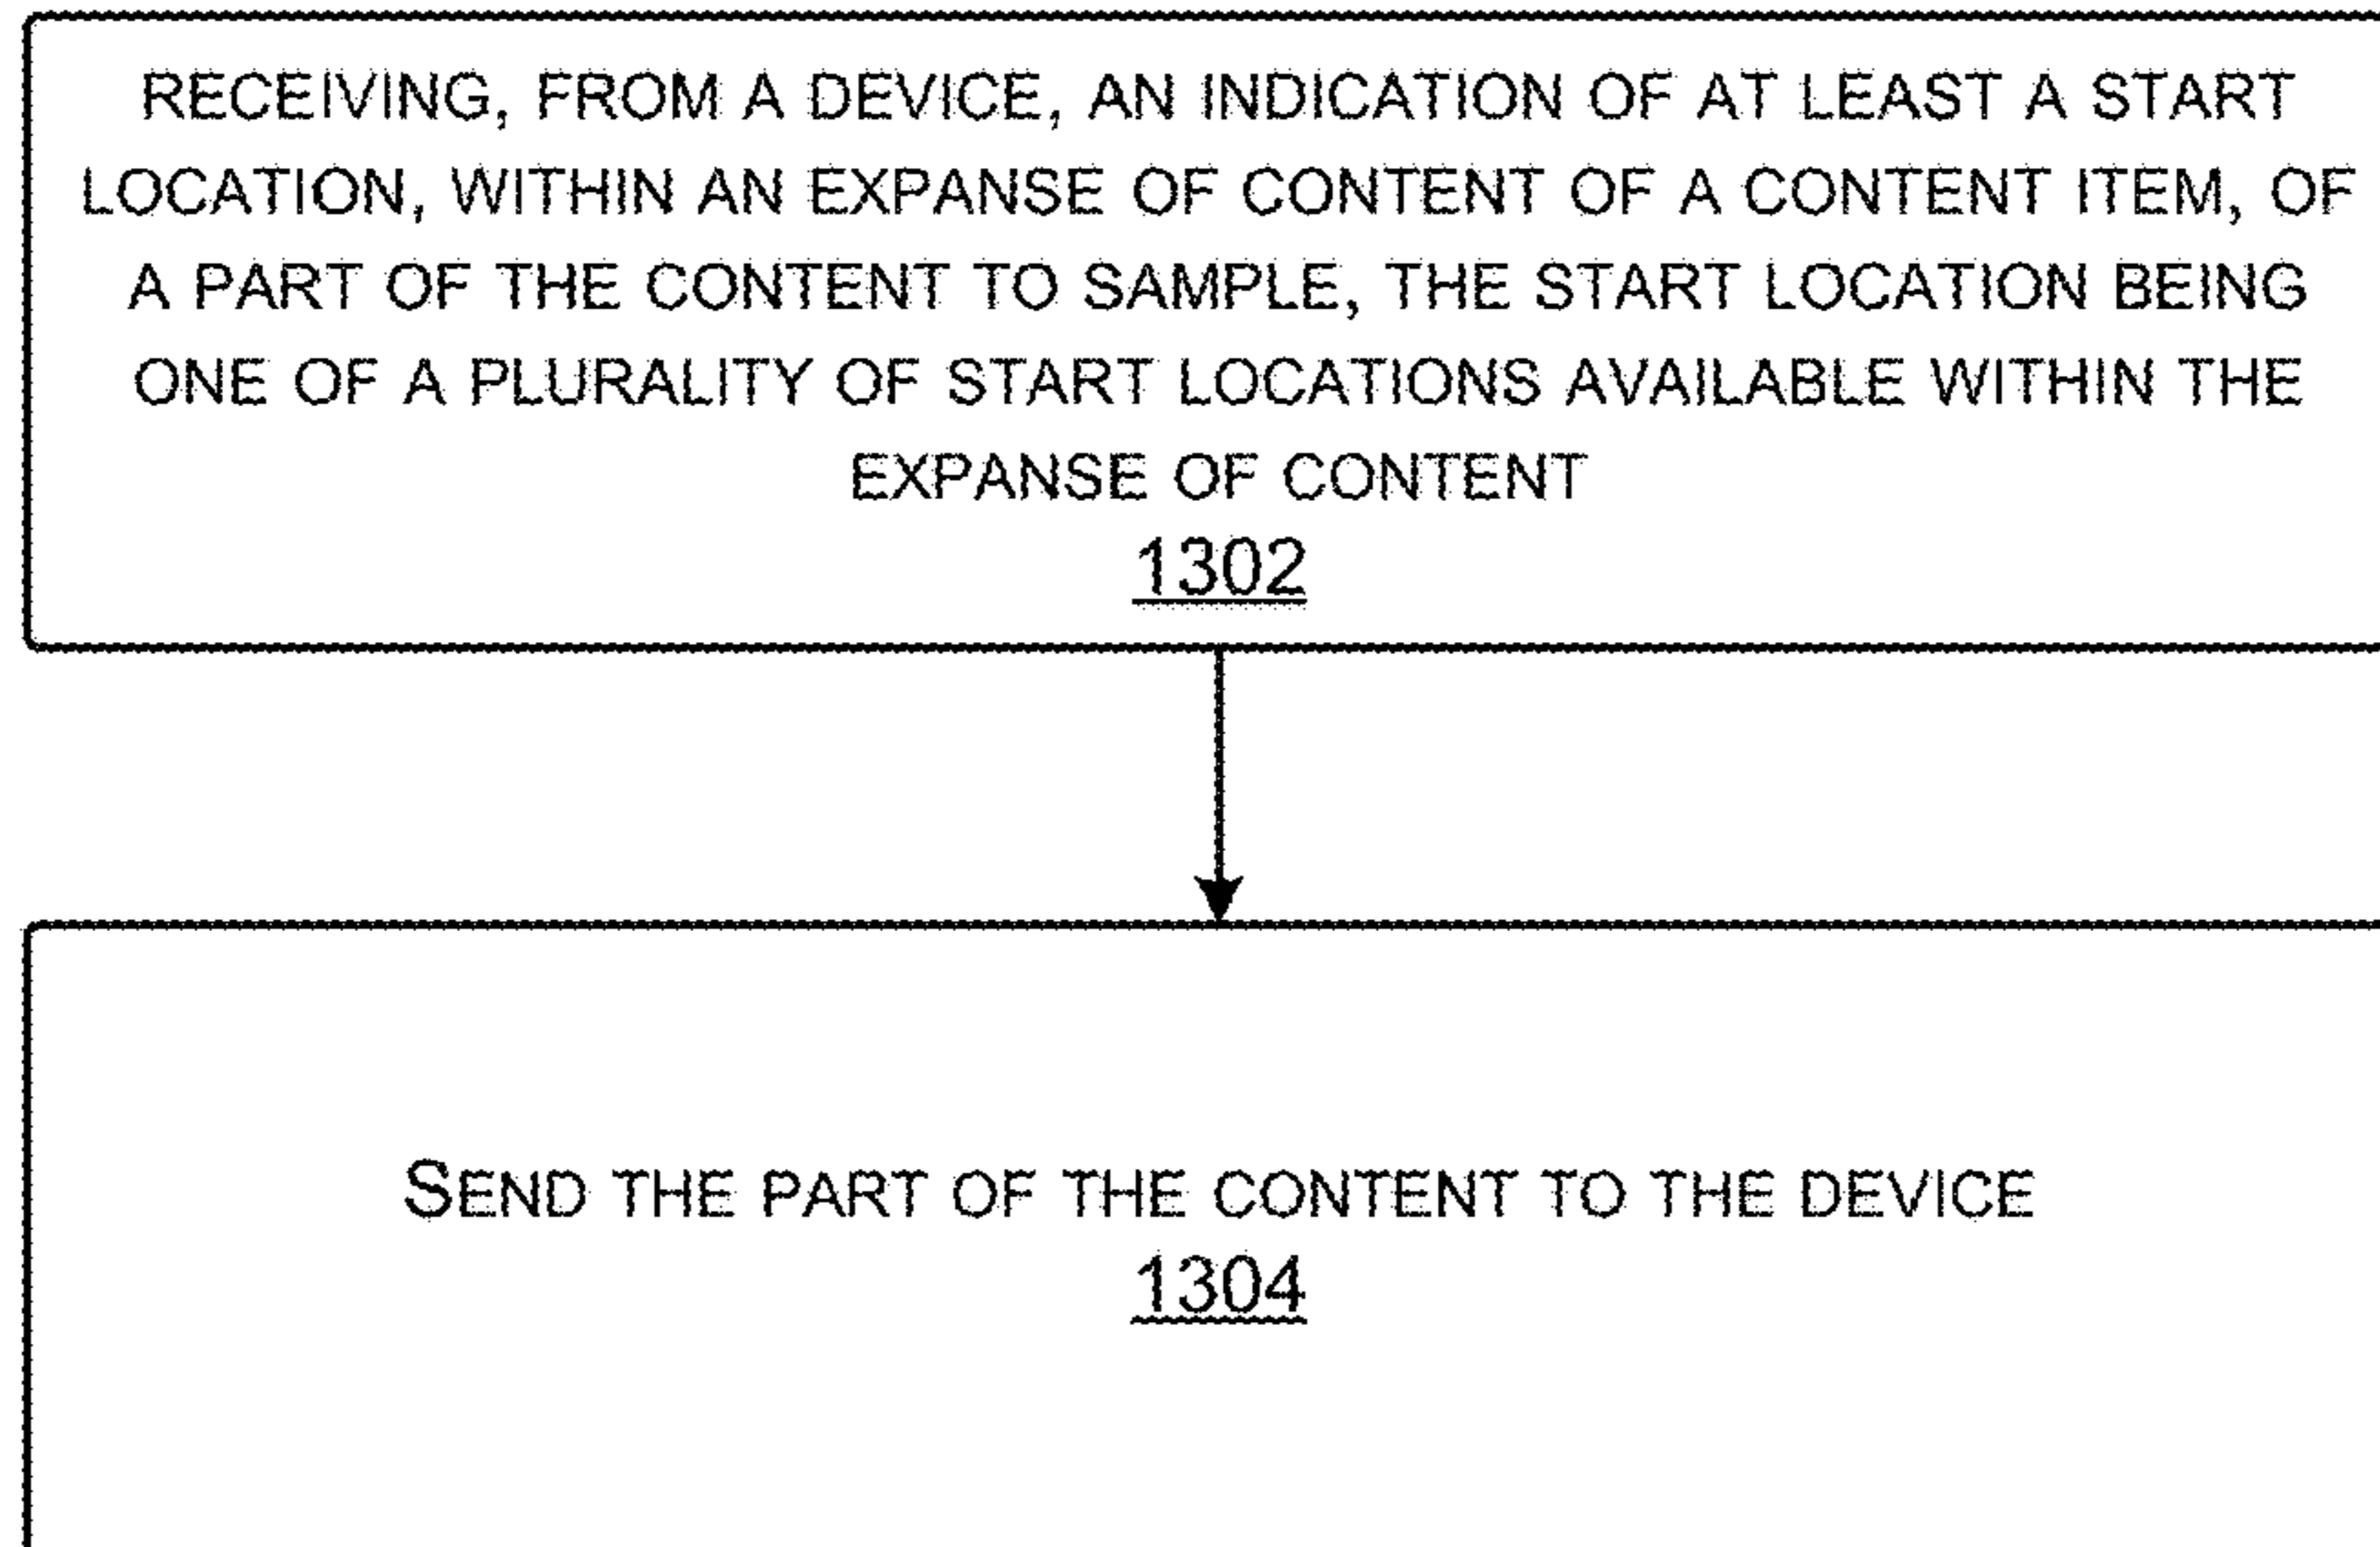 RECEIVING, FROM A DEVICE, AN INDICATION OF AT LEAST A START
LOCATION, WITHIN AN EXPANSE OF CONTENT OF A CONTENT ITEM, OF
A PART OF THE CONTENT TO SAMPLE, THE START LOCATION BEING
ONE OF A PLURALITY OF START LOCATIONS AVAILABLE WITHIN THE
EXPANSE OF CONTENT
1302
SEND THE PART OF THE CONTENT TO THE DEVICE
1304